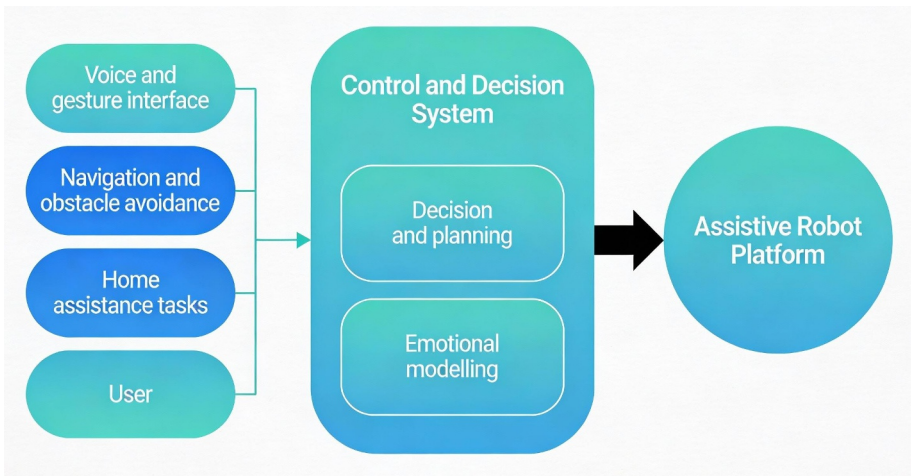 Voice and
gesture interface
Navigation and
obstacle avoidance
Home
assistance tasks
User
Control and Decision
System
Decision
and planning
Emotional
modelling
Assistive Robot
Platform